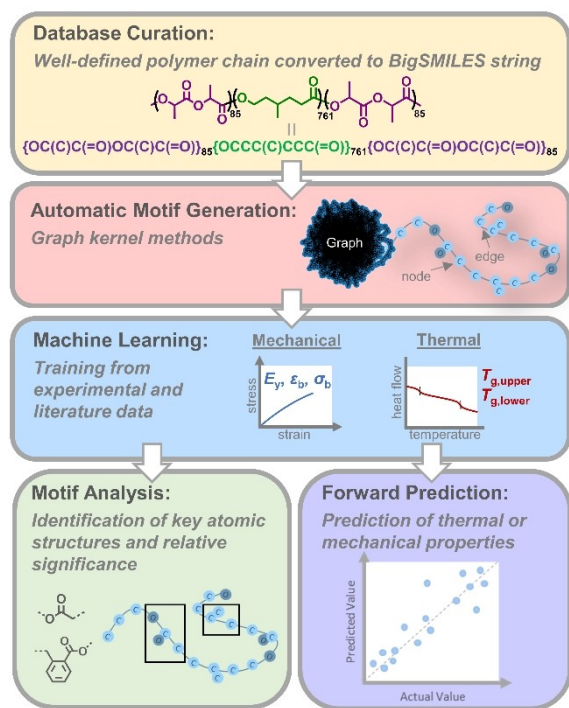 Database Curation:
Well-defined polymer chain converted to BigSMILES string
O O O O O O O O O O
85 761 85
=
{OC(C)C(=O)OC(C)C(=O)}85{OCCCC(C)CCC(=O)}761{OC(C)C(=O)OC(C)C(=O)}85
Automatic Motif Generation:
Graph kernel methods
Graph
node
edge
Machine Learning:
Training from
experimental and
literature data
Mechanical
Ey, εb, σb
stress
strain
Thermal
Tg,upper
Tg,lower
heat flow
temperature
Motif Analysis:
Identification of key atomic
structures and relative
significance
Forward Prediction:
Prediction of thermal or
mechanical properties
Predicted Value
Actual Value